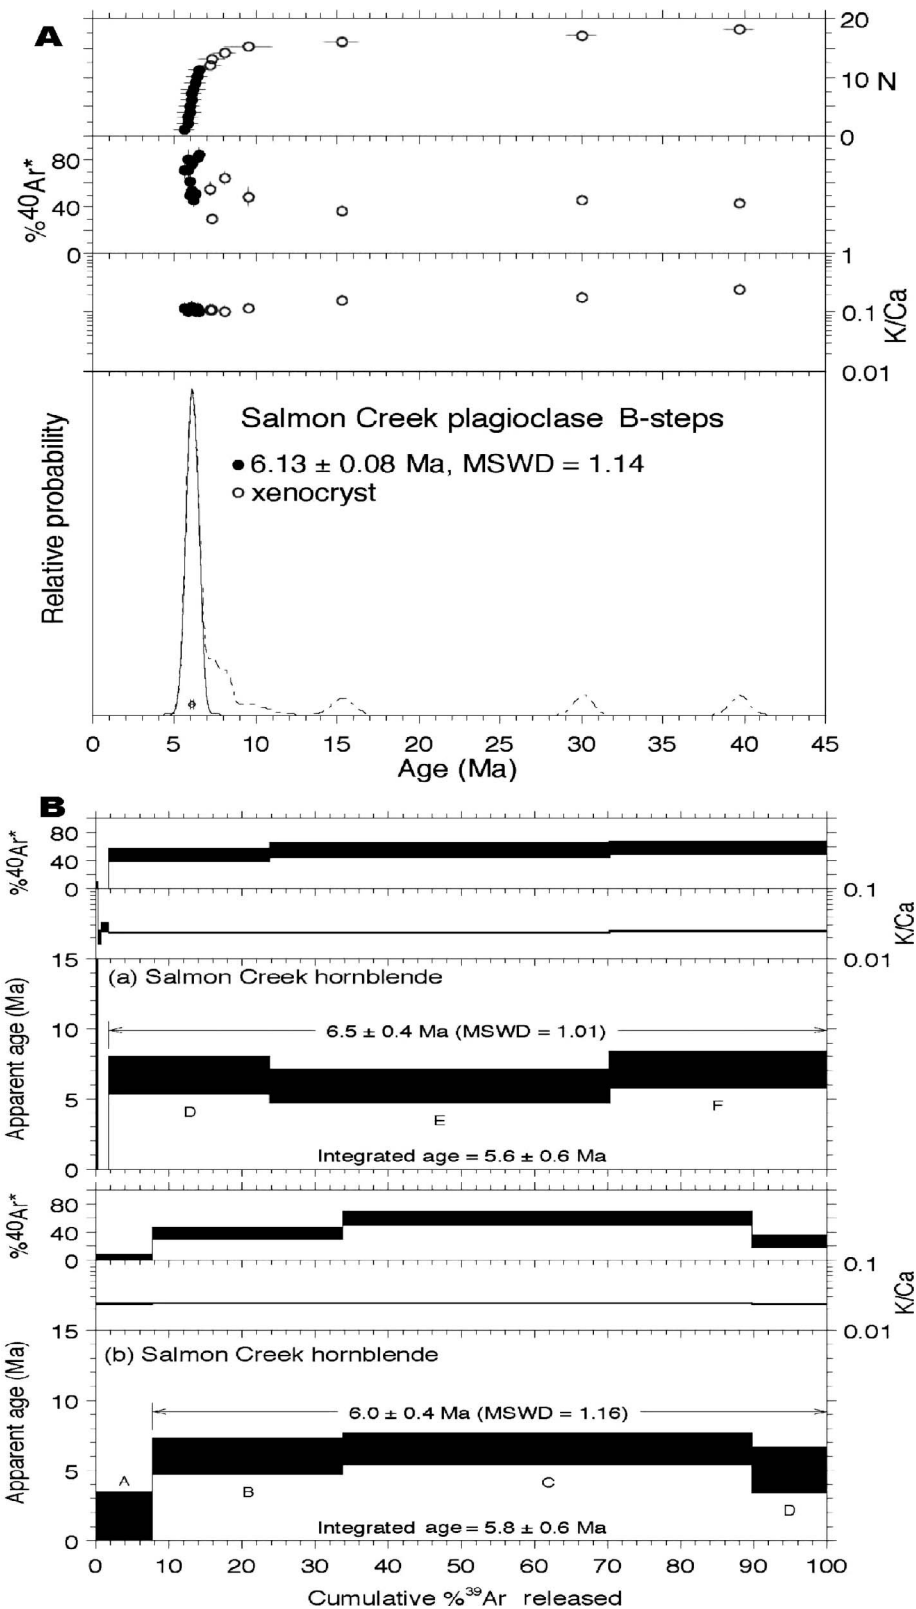 A
20
10 N
0
%40Ar*
80
40
0
1
0.1
K/Ca
0.01
Relative probability
Salmon Creek plagioclase B-steps
● 6.13 ± 0.08 Ma, MSWD = 1.14
○ xenocryst
0 5 10 15 20 25 30 35 40 45
Age (Ma)
B
%40Ar*
80
40
0
0.1
K/Ca
0.01
15
(a) Salmon Creek hornblende
Apparent age (Ma)
10
6.5 ± 0.4 Ma (MSWD = 1.01)
5
D E F
0
Integrated age = 5.6 ± 0.6 Ma
%40Ar*
80
40
0
0.1
K/Ca
0.01
15
(b) Salmon Creek hornblende
Apparent age (Ma)
10
6.0 ± 0.4 Ma (MSWD = 1.16)
5
A B C D
0
Integrated age = 5.8 ± 0.6 Ma
0 10 20 30 40 50 60 70 80 90 100
Cumulative %³⁹Ar released